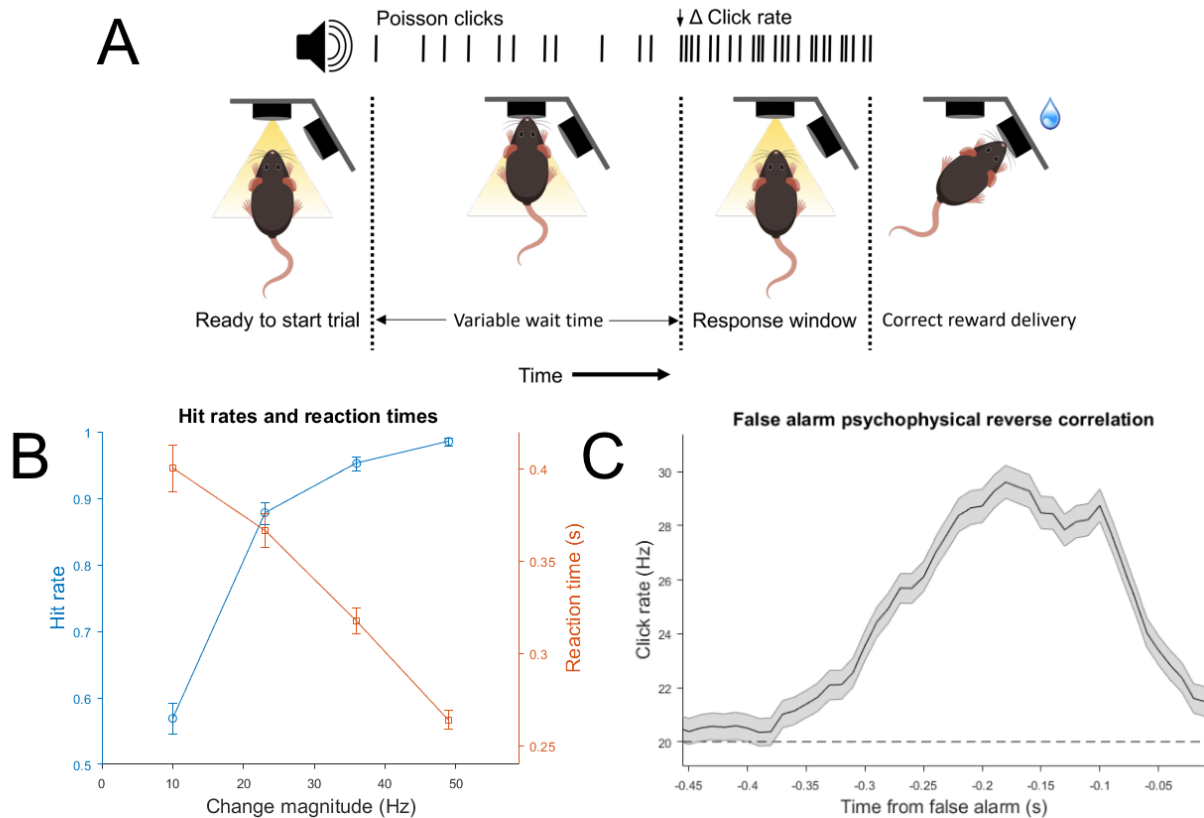 A
Poisson clicks
Δ Click rate
Ready to start trial
Variable wait time
Response window
Correct reward delivery
Time
B
Hit rates and reaction times
Hit rate
1
0.9
0.8
0.7
0.6
0.5
0
10
20
30
40
50
Change magnitude (Hz)
0.4
0.35
0.3
0.25
Reaction time (s)
C
False alarm psychophysical reverse correlation
Click rate (Hz)
30
28
26
24
22
20
-0.45
-0.4
-0.35
-0.3
-0.25
-0.2
-0.15
-0.1
-0.05
Time from false alarm (s)